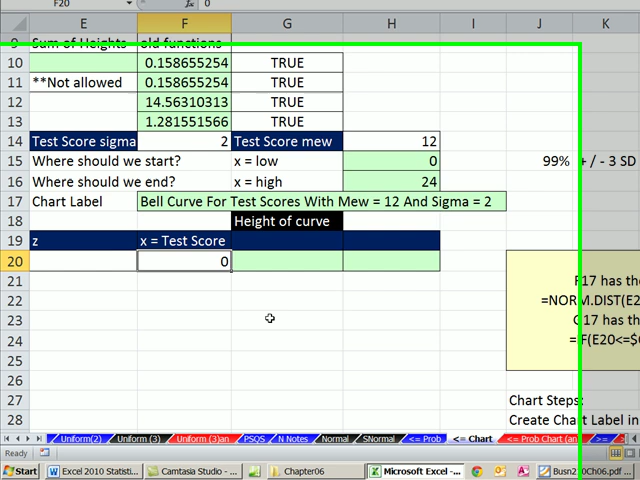 F20 fx 0
E F G H I J K
9 Sum of Heights old functions
10 0.158655254 TRUE
11 **Not allowed 0.158655254 TRUE
12 14.56310313 TRUE
13 1.281551566 TRUE
14 Test Score sigma 2 Test Score mew 12
15 Where should we start? x = low 0 99% + / - 3 SD
16 Where should we end? x = high 24
17 Chart Label Bell Curve For Test Scores With Mew = 12 And Sigma = 2
18 Height of curve
19 z x = Test Score
20 0
21 F17 has the
22 =NORM.DIST(E2
23 G17 has th
24 =IF(E20<=$
25
26
27 Chart Steps:
28 Create Chart Label in
Uniform(2) Uniform (3) Uniform (3)an PSQS N Notes Normal SNormal <= Prob <= Chart <= Prob Chart (an >=
Ready
Start Excel 2010 Statisti... Camtasia Studio - ... Chapter06 Microsoft Excel -... Busn210Ch06.pdf ...